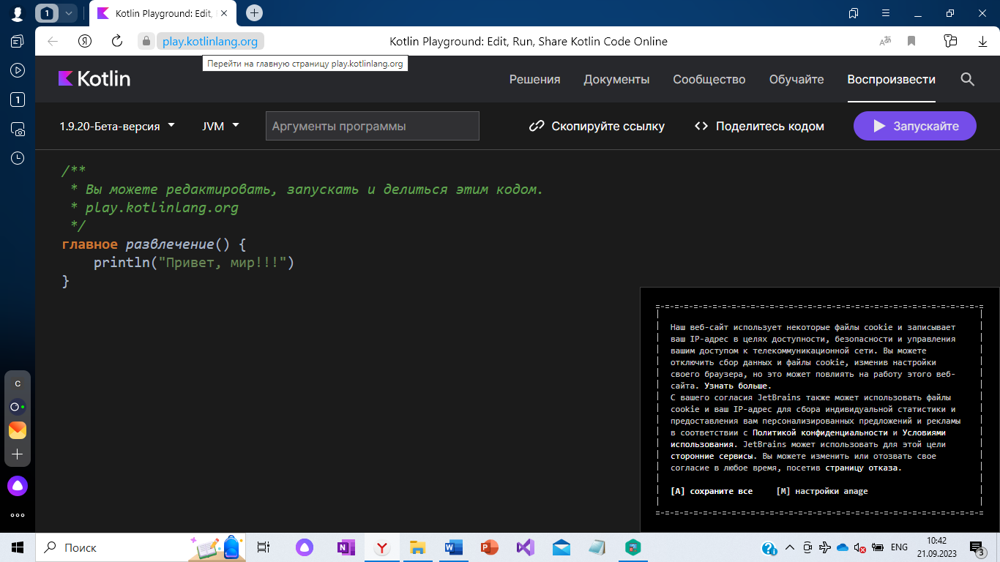 1
Kotlin Playground: Edit,
play.kotlinlang.org
Kotlin Playground: Edit, Run, Share Kotlin Code Online
Перейти на главную страницу play.kotlinlang.org
Kotlin
Решения
Документы
Сообщество
Обучайте
Воспроизвести
1
1.9.20-Бета-версия
JVM
Аргументы программы
Скопируйте ссылку
Поделитесь кодом
Запускайте
/**
* Вы можете редактировать, запускать и делиться этим кодом.
* play.kotlinlang.org
*/
главное развлечение() {
println("Привет, мир!!!")
}
Наш веб-сайт использует некоторые файлы cookie и записывает
ваш IP-адрес в целях доступности, безопасности и управления
вашим доступом к телекоммуникационной сети. Вы можете
отключить сбор данных и файлы cookie, изменив настройки
своего браузера, но это может повлиять на работу этого веб-
сайта. Узнать больше.
С вашего согласия JetBrains также может использовать файлы
cookie и ваш IP-адрес для сбора индивидуальной статистики и
предоставления вам персонализированных предложений и рекламы
в соответствии с Политикой конфиденциальности и Условиями
использования. JetBrains может использовать для этой цели
сторонние сервисы. Вы можете изменить или отозвать свое
согласие в любое время, посетив страницу отказа.
[A] сохраните все [M] настройки anage
с
Поиск
ENG
10:42
21.09.2023
3